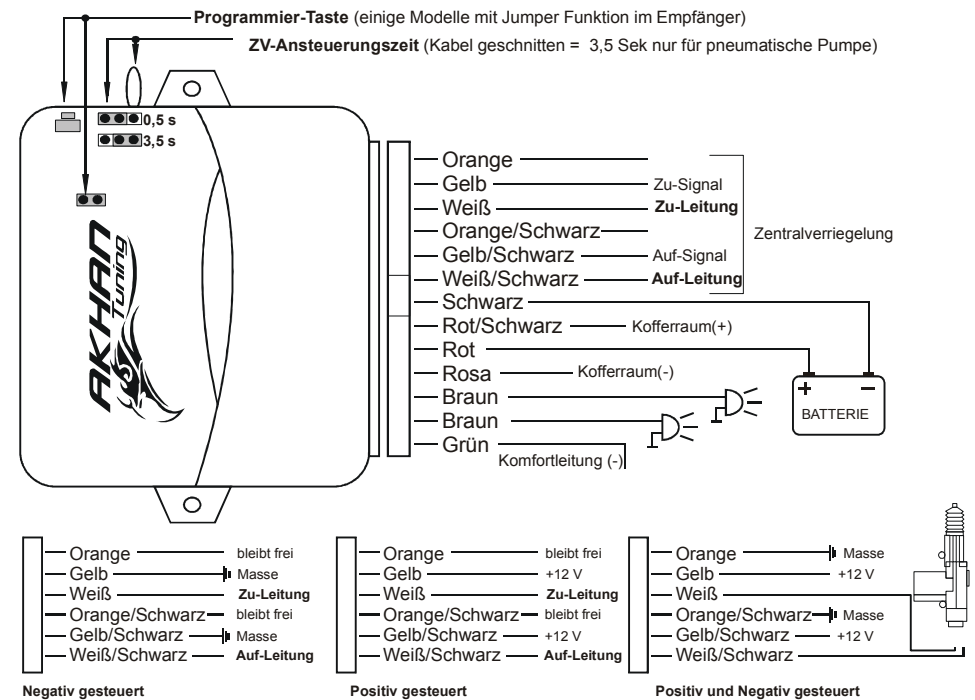 Programmier-Taste (einige Modelle mit Jumper Funktion im Empfänger)
ZV-Ansteuerungszeit (Kabel geschnitten = 3,5 Sek nur für pneumatische Pumpe)
0,5 s
3,5 s
AKHAN
Tuning
Orange
Gelb Zu-Signal
Weiß Zu-Leitung
Orange/Schwarz
Zentralverriegelung
Gelb/Schwarz Auf-Signal
Weiß/Schwarz Auf-Leitung
Schwarz
Rot/Schwarz Kofferraum(+)
Rot
Rosa Kofferraum(-)
Braun
Braun
Grün
Komfortleitung (-)
+ −
BATTERIE
Orange bleibt frei
Gelb Masse
Weiß Zu-Leitung
Orange/Schwarz bleibt frei
Gelb/Schwarz Masse
Weiß/Schwarz Auf-Leitung
Negativ gesteuert
Orange bleibt frei
Gelb +12 V
Weiß Zu-Leitung
Orange/Schwarz bleibt frei
Gelb/Schwarz +12 V
Weiß/Schwarz Auf-Leitung
Positiv gesteuert
Orange Masse
Gelb +12 V
Weiß
Orange/Schwarz Masse
Gelb/Schwarz +12 V
Weiß/Schwarz
Positiv und Negativ gesteuert